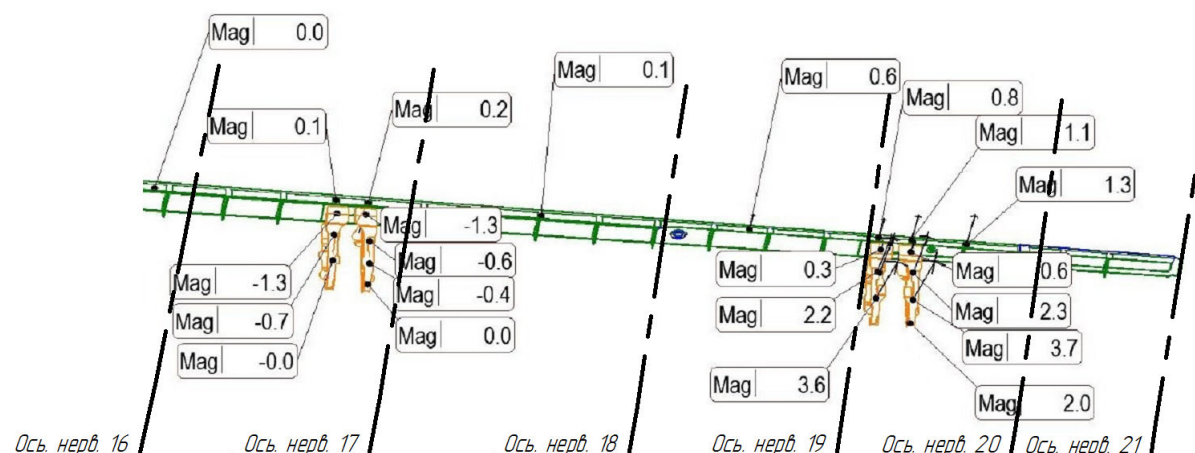 Mag 0.0
Mag 0.1
Mag 0.6
Mag 0.8
Mag 0.2
Mag 0.1
Mag 1.1
Mag 1.3
Mag -1.3
Mag -0.6
Mag 0.3
Mag 0.6
Mag -1.3
Mag -0.4
Mag 2.2
Mag 2.3
Mag -0.7
Mag 0.0
Mag 3.7
Mag -0.0
Mag 3.6
Mag 2.0
Ось. нерв. 16
Ось. нерв. 17
Ось. нерв. 18
Ось. нерв. 19
Ось. нерв. 20
Ось. нерв. 21